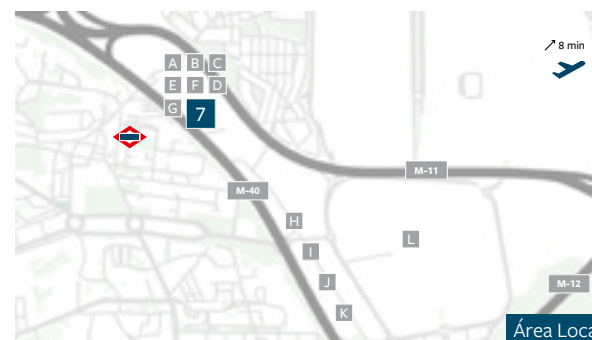 8 min
A B C
E F D
G 7
M-11
M-40
H
L
I
J
M-12
K
Área Loca